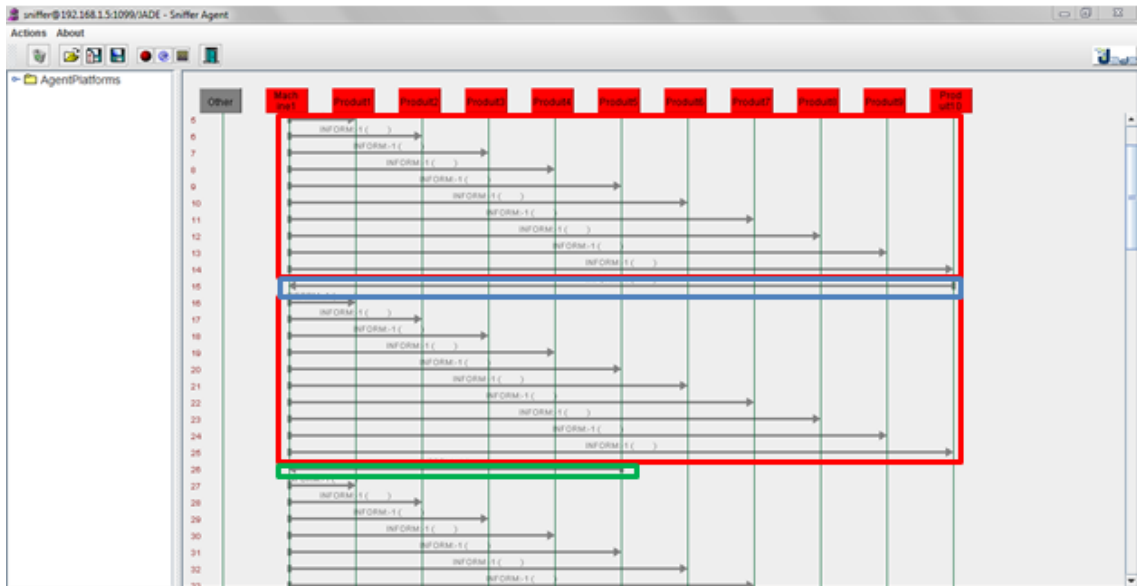 sniffer@192.168.1.5:1099/JADE - Sniffer Agent
Actions About
AgentPlatforms
Other Mach ine1 Produit1 Produit2 Produit3 Produit4 Produit5 Produit6 Produit7 Produit8 Produit9 Prod uit10
5
INFORM:-1 ( )
6
INFORM:-1 ( )
7
INFORM:-1 ( )
8
INFORM:-1 ( )
9
INFORM:-1 ( )
10
INFORM:-1 ( )
11
INFORM:-1 ( )
12
INFORM:-1 ( )
13
INFORM:-1 ( )
14
15
16
INFORM:-1 ( )
17
INFORM:-1 ( )
18
INFORM:-1 ( )
19
INFORM:-1 ( )
20
INFORM:-1 ( )
21
INFORM:-1 ( )
22
INFORM:-1 ( )
23
INFORM:-1 ( )
24
INFORM:-1 ( )
25
26
27
INFORM:-1 ( )
28
INFORM:-1 ( )
29
INFORM:-1 ( )
30
INFORM:-1 ( )
31
INFORM:-1 ( )
32
INFORM:-1 (
33